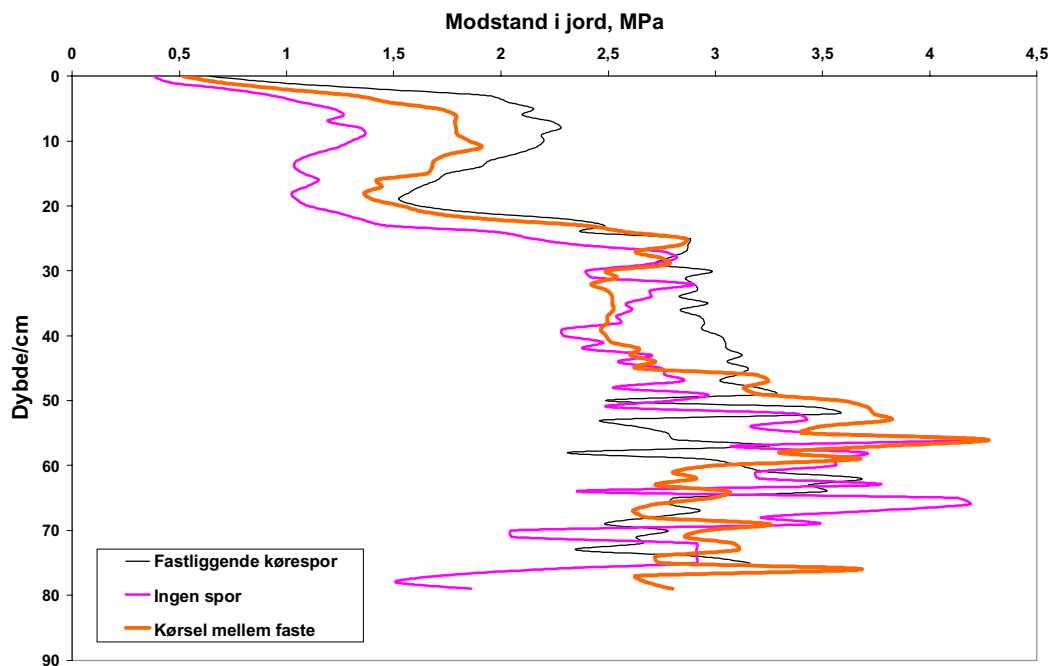 Modstand i jord, MPa
0 0,5 1 1,5 2 2,5 3 3,5 4 4,5
0
10
20
30
40
50
60
70
80
90
Dybde/cm
Fastliggende kørespor
Ingen spor
Kørsel mellem faste